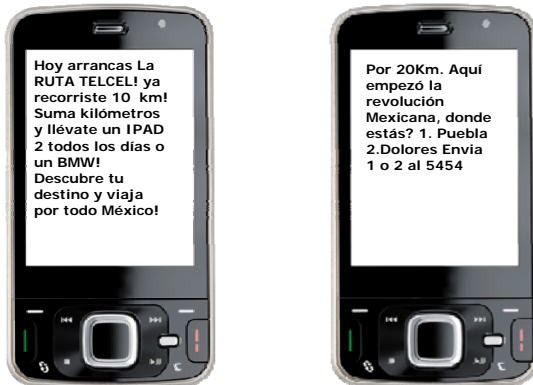 Hoy arrancas La
RUTA TELCEL! ya
recorriste 10 km!
Suma kilómetros
y llévate un IPAD
2 todos los días o
un BMW!
Descubre tu
destino y viaja
por todo México!
Por 20Km. Aquí
empezó la
revolución
Mexicana, donde
estás? 1. Puebla
2.Dolores Envia
1 o 2 al 5454